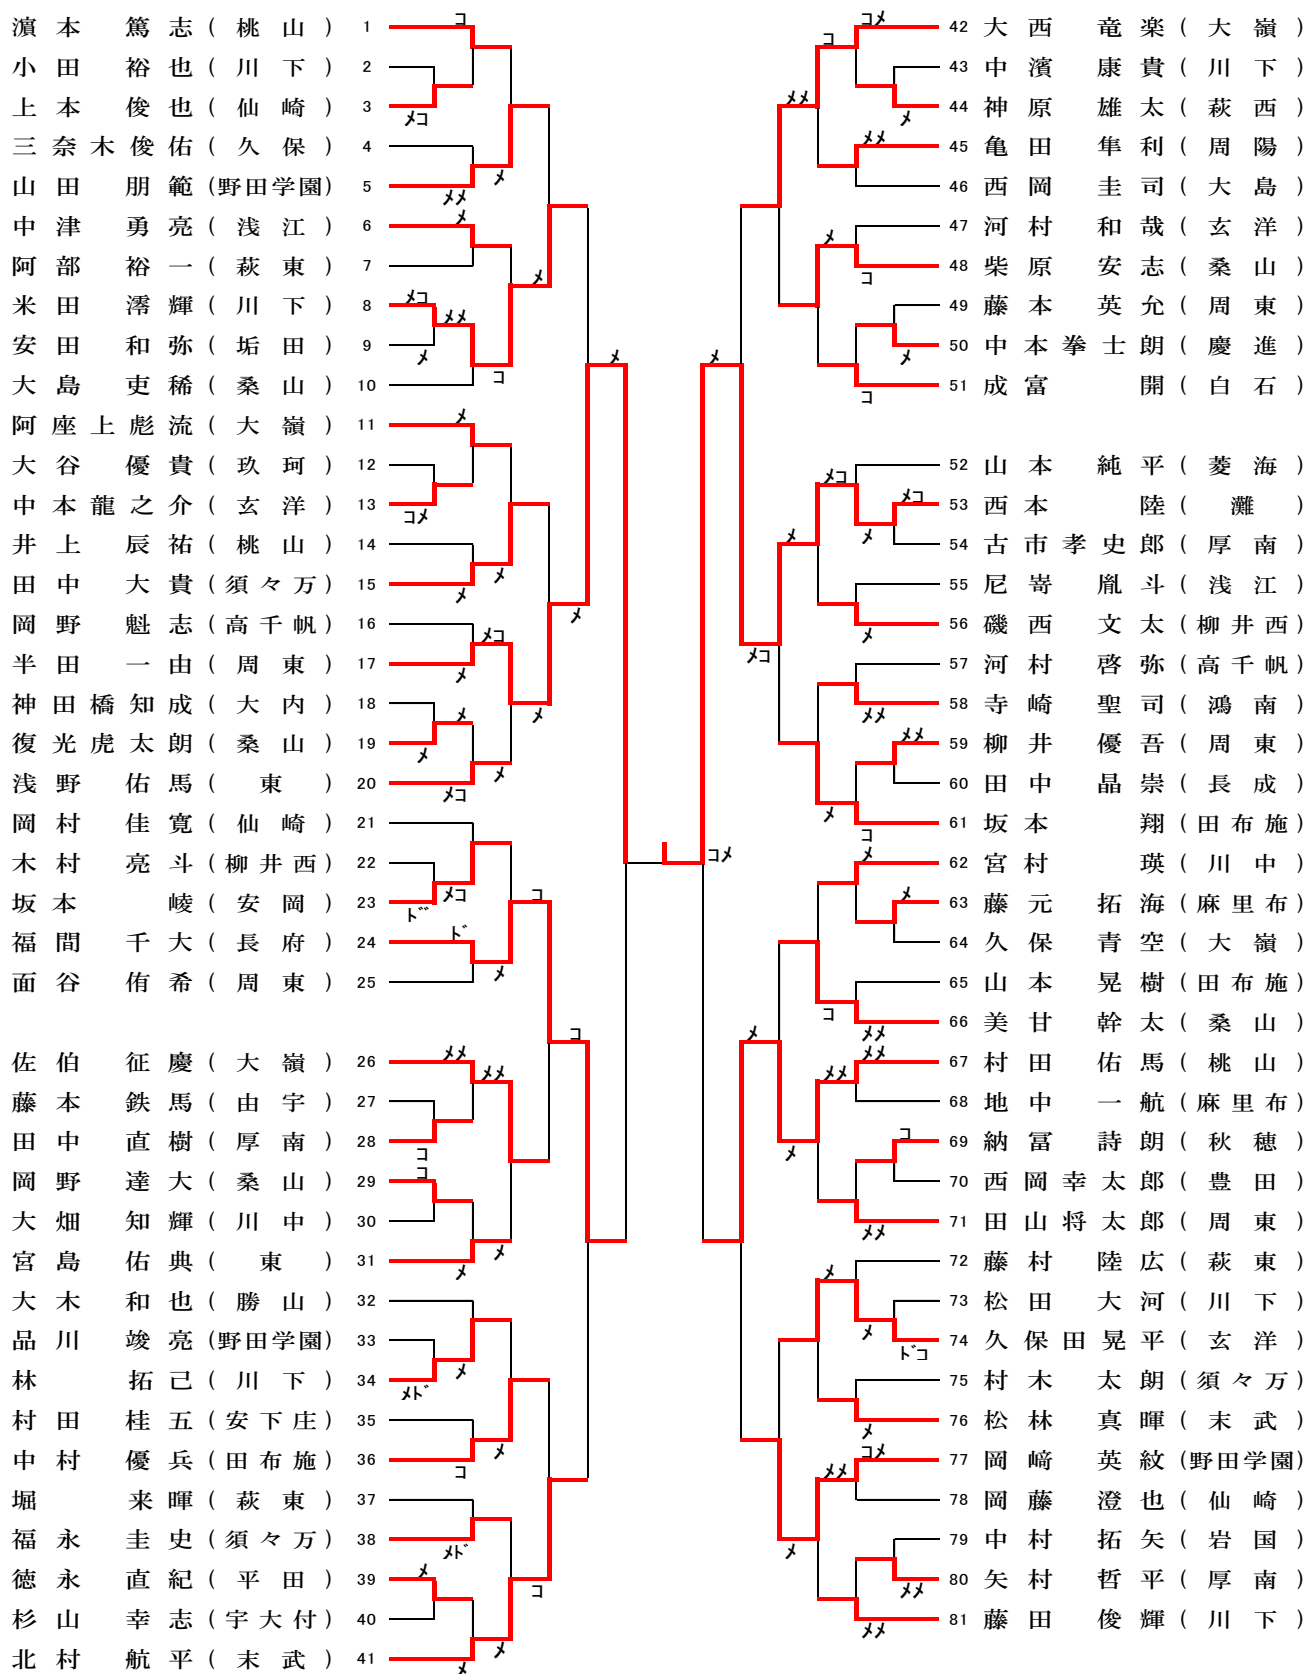 濵本 篤志(桃山) 1
小田 裕也(川下) 2
上本 俊也(仙崎) 3
メコ
三奈木俊佑(久保) 4
山田 朋範(野田学園) 5
メメ
中津 勇亮(浅江) 6
阿部 裕一(萩東) 7
米田 澪輝(川下) 8
安田 和弥(垢田) 9
大島 吏稀(桑山) 10
阿座上彪流(大嶺) 11
大谷 優貴(玖珂) 12
中本龍之介(玄洋) 13
コメ
井上 辰祐(桃山) 14
田中 大貴(須々万) 15
岡野 魁志(高千帆) 16
半田 一由(周東) 17
神田橋知成(大内) 18
復光虎太朗(桑山) 19
浅野 佑馬(東) 20
メコ
岡村 佳寛(仙崎) 21
木村 亮斗(柳井西) 22
坂本 崚(安岡) 23
福間 千大(長府) 24
面谷 侑希(周東) 25
佐伯 征慶(大嶺) 26
藤本 鉄馬(由宇) 27
田中 直樹(厚南) 28
岡野 達大(桑山) 29
大畑 知輝(川中) 30
宮島 佑典(東) 31
大木 和也(勝山) 32
品川 竣亮(野田学園) 33
林 拓己(川下) 34
メド
村田 桂五(安下庄) 35
中村 優兵(田布施) 36
堀 来暉(萩東) 37
福永 圭史(須々万) 38
メド
徳永 直紀(平田) 39
杉山 幸志(宇大付) 40
北村 航平(末武) 41
コメ
42 大西 竜楽(大嶺)
43 中濱 康貴(川下)
44 神原 雄太(萩西)
45 亀田 隼利(周陽)
46 西岡 圭司(大島)
47 河村 和哉(玄洋)
48 柴原 安志(桑山)
49 藤本 英允(周東)
50 中本拳士朗(慶進)
51 成富 開(白石)
52 山本 純平(菱海)
53 西本 陸(灘)
54 古市孝史郎(厚南)
55 尼嵜 胤斗(浅江)
56 磯西 文太(柳井西)
57 河村 啓弥(高千帆)
58 寺崎 聖司(鴻南)
59 柳井 優吾(周東)
60 田中 晶崇(長成)
61 坂本 翔(田布施)
62 宮村 瑛(川中)
63 藤元 拓海(麻里布)
64 久保 青空(大嶺)
65 山本 晃樹(田布施)
66 美甘 幹太(桑山)
67 村田 佑馬(桃山)
68 地中 一航(麻里布)
69 納冨 詩朗(秋穂)
70 西岡幸太郎(豊田)
71 田山将太郎(周東)
72 藤村 陸広(萩東)
73 松田 大河(川下)
74 久保田晃平(玄洋)
ドコ
75 村木 太朗(須々万)
76 松林 真暉(末武)
77 岡﨑 英紋(野田学園)
78 岡藤 澄也(仙崎)
79 中村 拓矢(岩国)
80 矢村 哲平(厚南)
81 藤田 俊輝(川下)
メメ